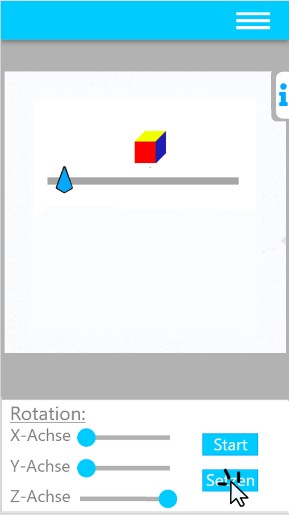 i
Rotation:
X-Achse
Start
Y-Achse
Z-Achse